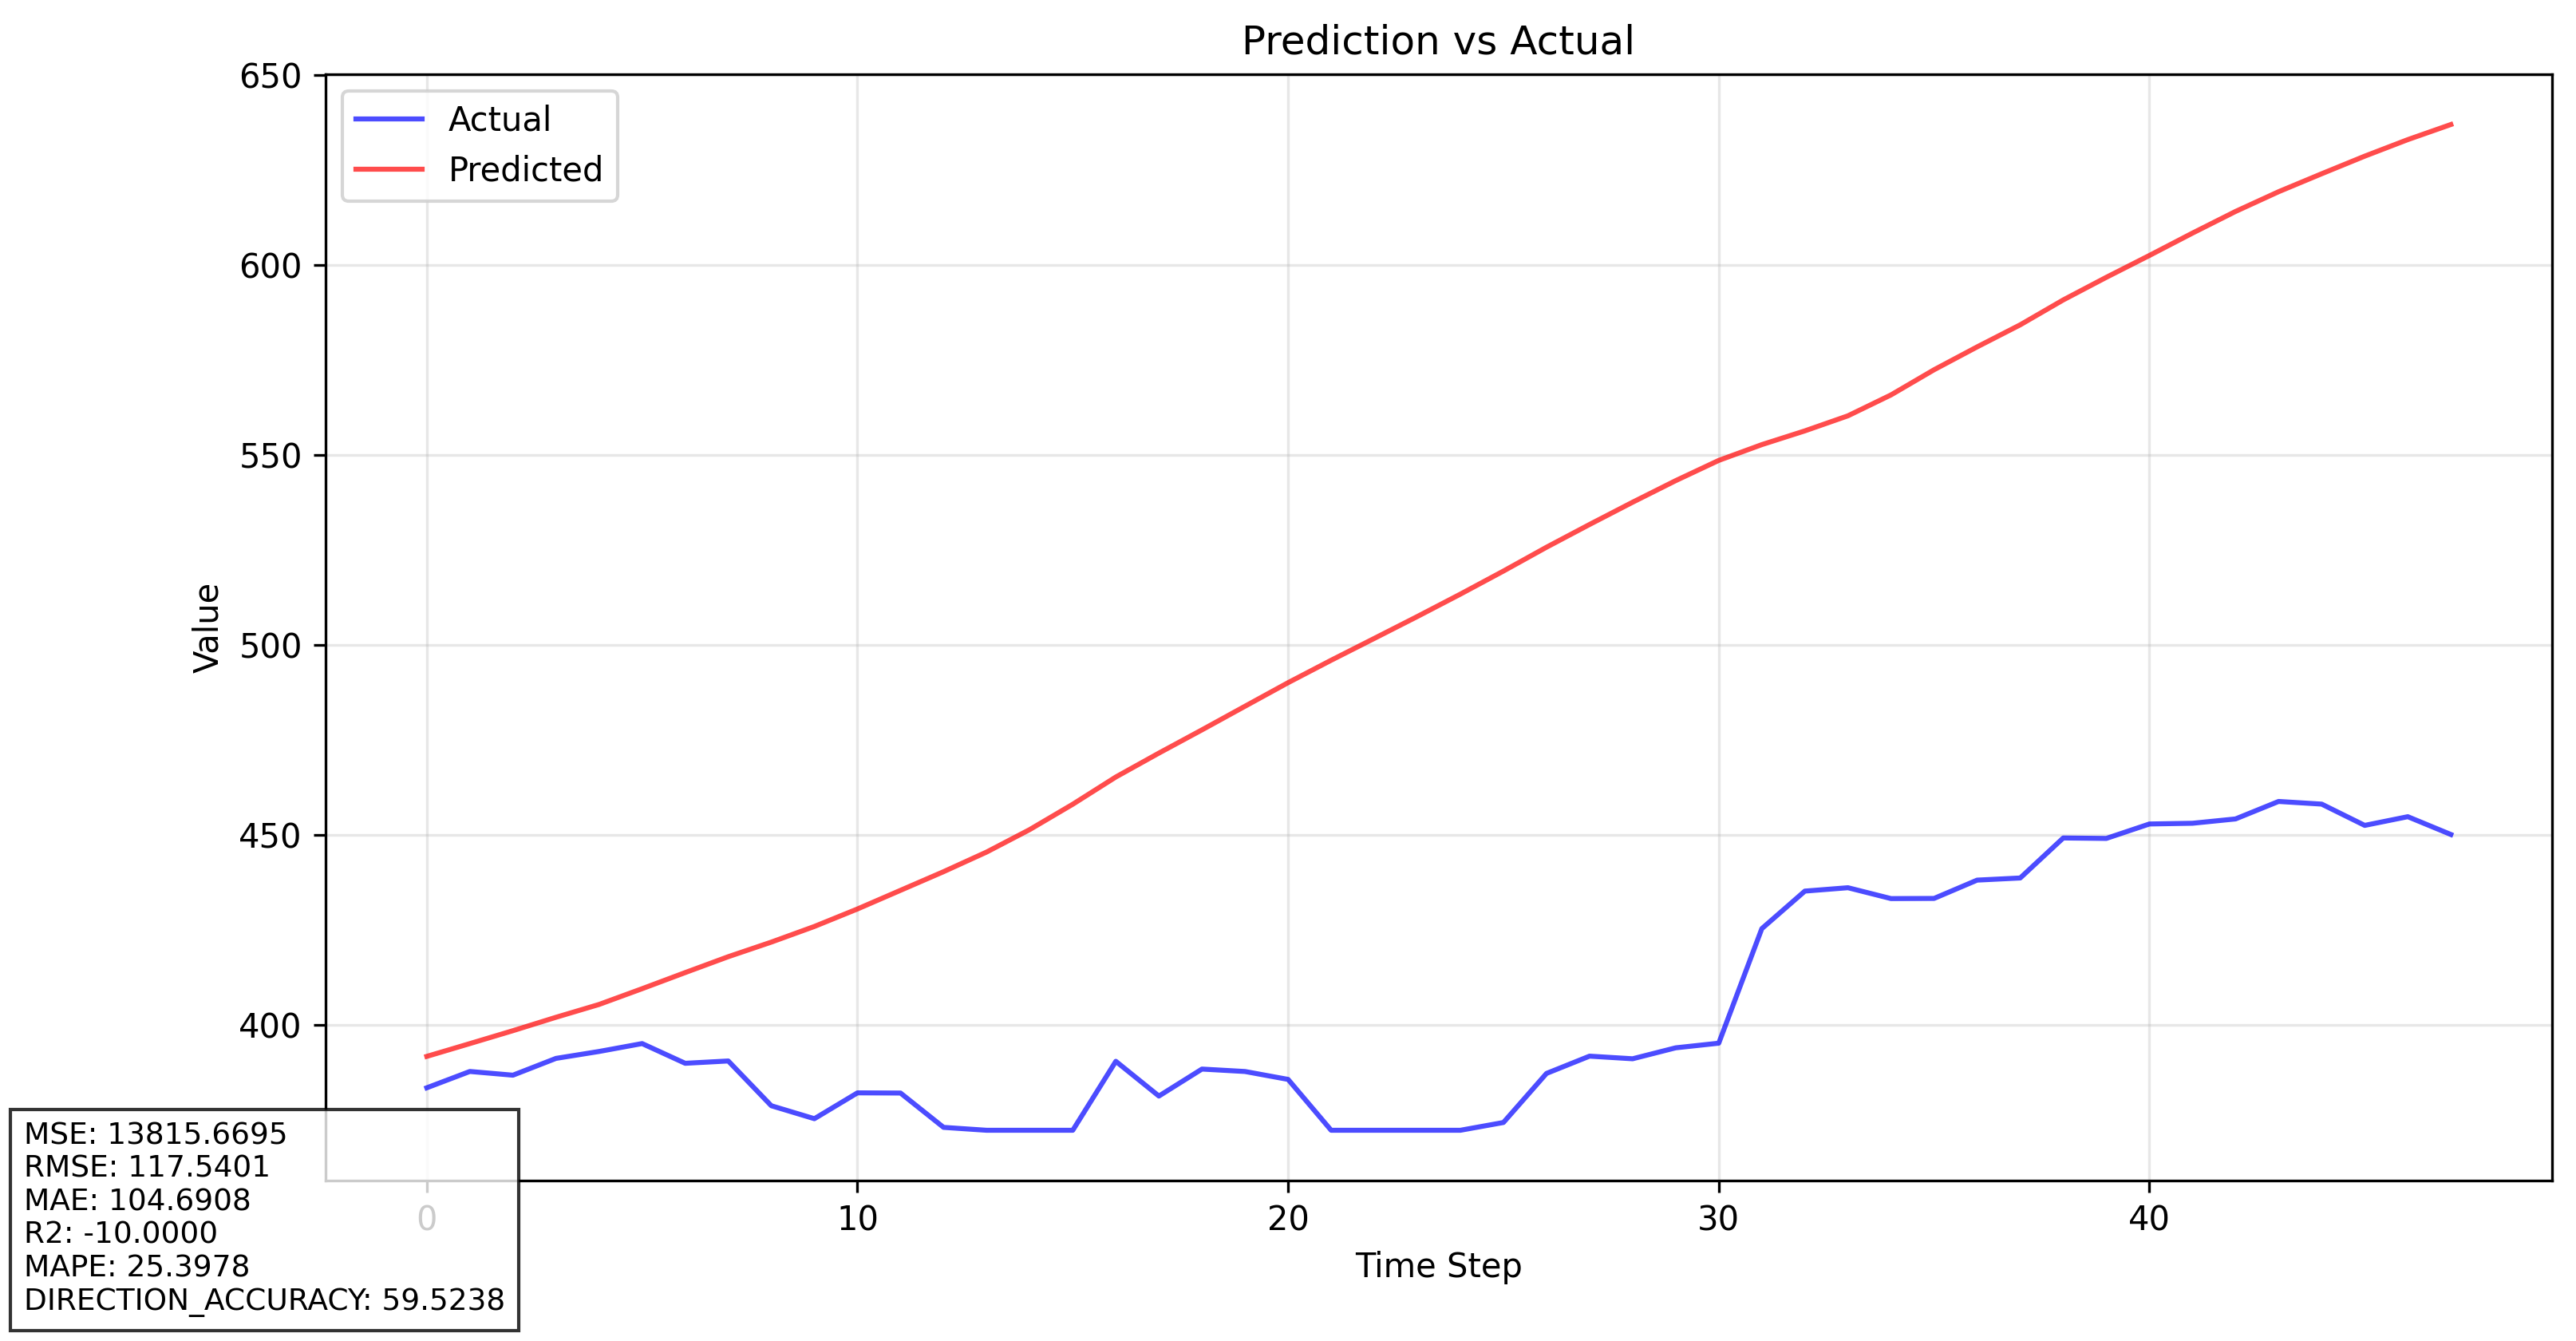 Prediction vs Actual
650
600
550
500
450
400
Value
Actual
Predicted
0
10
20
30
40
Time Step
MSE: 13815.6695
RMSE: 117.5401
MAE: 104.6908
R2: -10.0000
MAPE: 25.3978
DIRECTION_ACCURACY: 59.5238